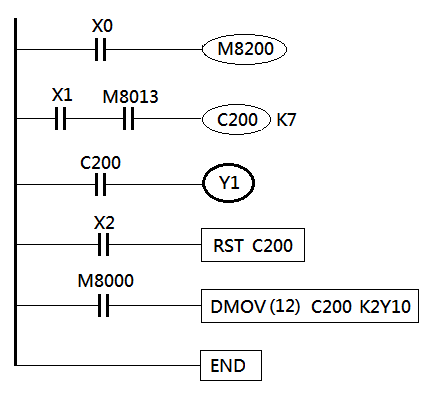 X0
M8200
X1 M8013
C200 K7
C200
Y1
X2
RST C200
M8000
DMOV (12) C200 K2Y10
END